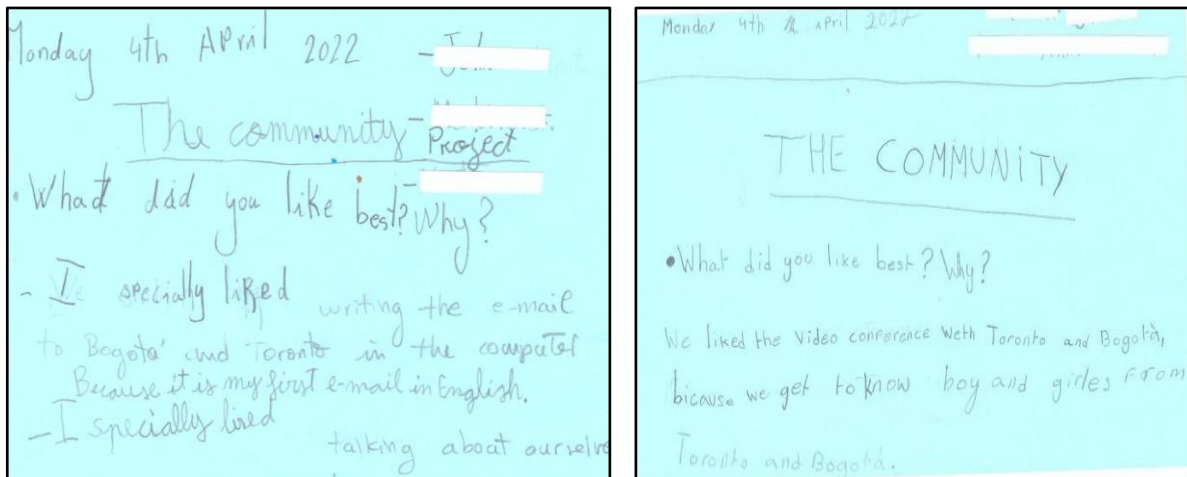 Monday 4th April 2022
The community
Project
• What did you like best? Why?
- I specially liked writing the e-mail
to Bogotá and Toronto in the computer
Because it is my first e-mail in English.
- I specially liked
talking about ourselve
Monday 4th April 2022
THE COMMUNITY
• What did you like best? Why?
We liked the video conference weth Toronto and Bogotà,
bicause we get to know boy and girles From
Toronto and Bogotá.